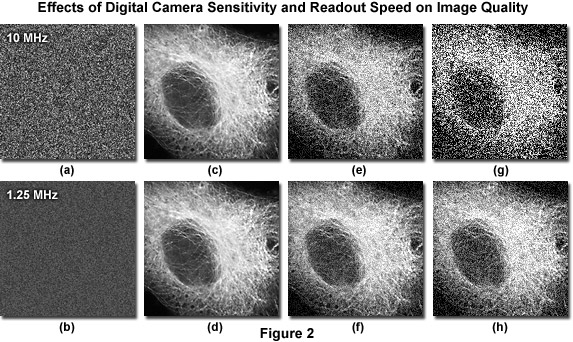 Effects of Digital Camera Sensitivity and Readout Speed on Image Quality
10 MHz
(a) (c) (e) (g)
1.25 MHz
(b) (d) (f) (h)
Figure 2